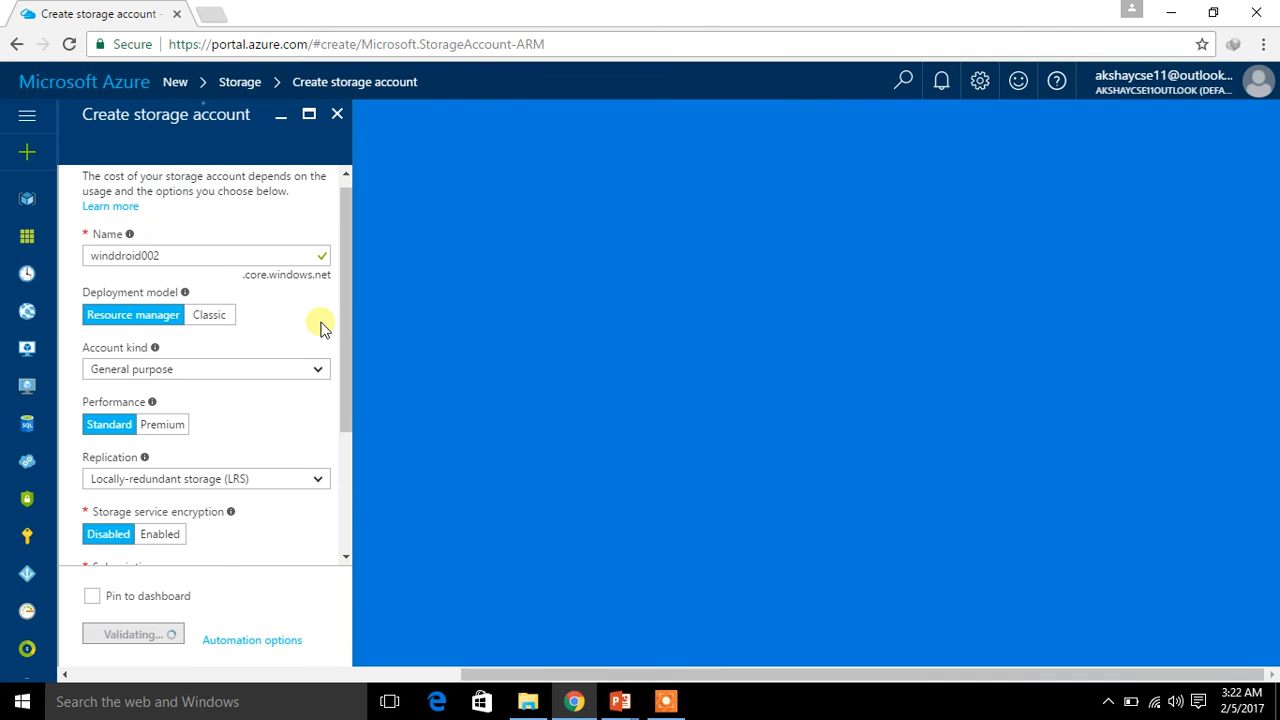 Create storage account -
Secure https://portal.azure.com/#create/Microsoft.StorageAccount-ARM
Microsoft Azure New > Storage > Create storage account
akshaycse11@outlook...
AKSHAYCSE11OUTLOOK (DEFA...
Create storage account
The cost of your storage account depends on the
usage and the options you choose below.
Learn more
* Name
winddroid002
.core.windows.net
Deployment model
Resource manager Classic
Account kind
General purpose
Performance
Standard Premium
Replication
Locally-redundant storage (LRS)
* Storage service encryption
Disabled Enabled
Pin to dashboard
Validating...
Automation options
SQL
Search the web and Windows
3:22 AM
2/5/2017